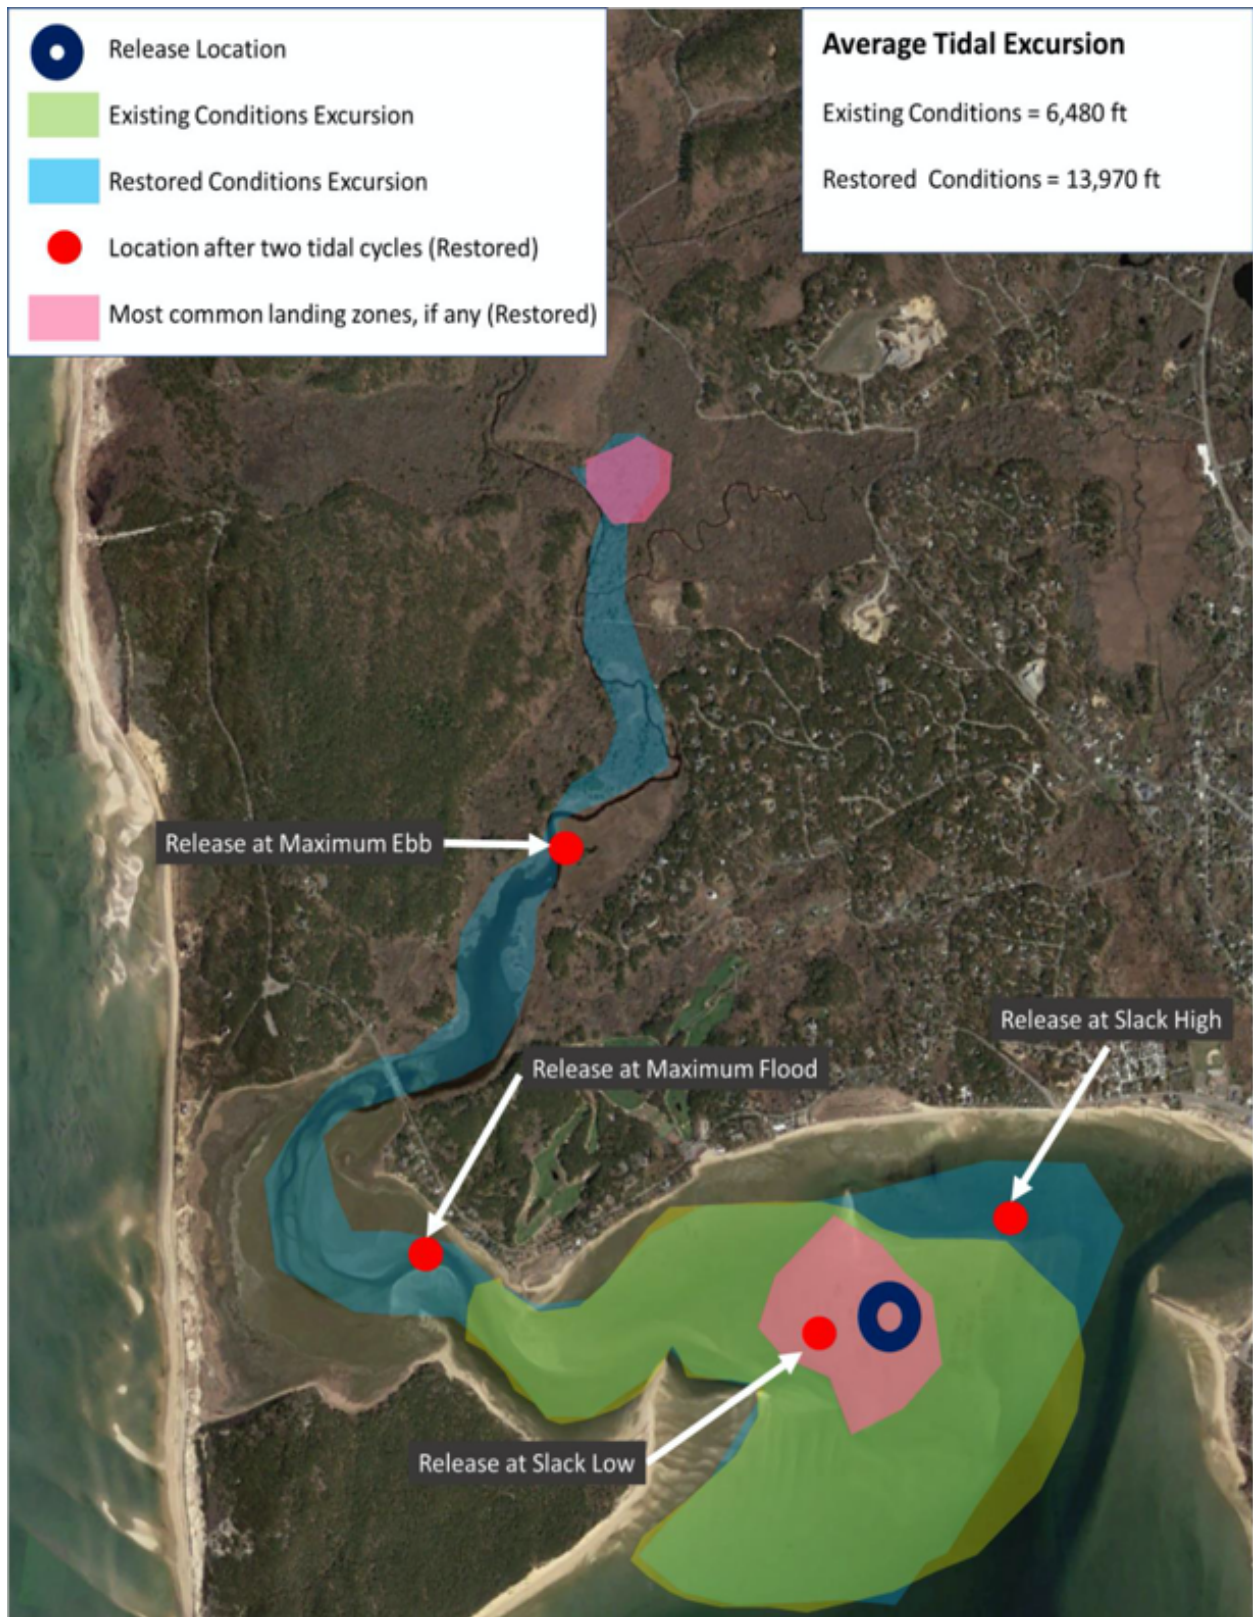 Release Location
Existing Conditions Excursion
Restored Conditions Excursion
Location after two tidal cycles (Restored)
Most common landing zones, if any (Restored)
Average Tidal Excursion
Existing Conditions = 6,480 ft
Restored Conditions = 13,970 ft
Release at Maximum Ebb
Release at Slack High
Release at Maximum Flood
Release at Slack Low